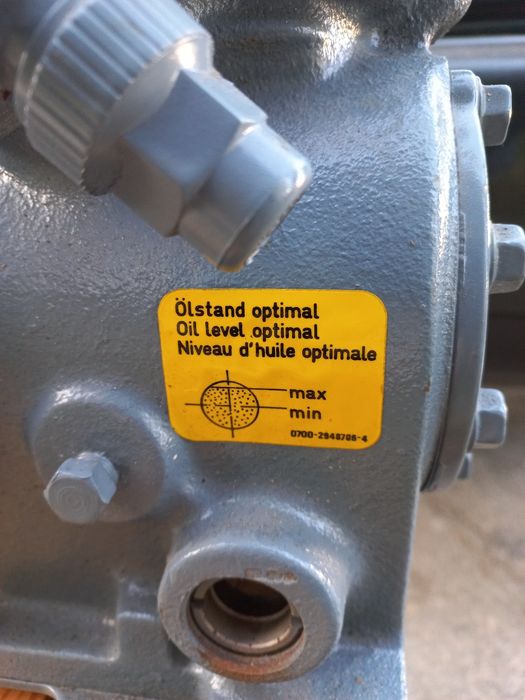 Ölstand optimal
Oil level optimal
Niveau d'huile optimale
max
min
0700-2948706-4